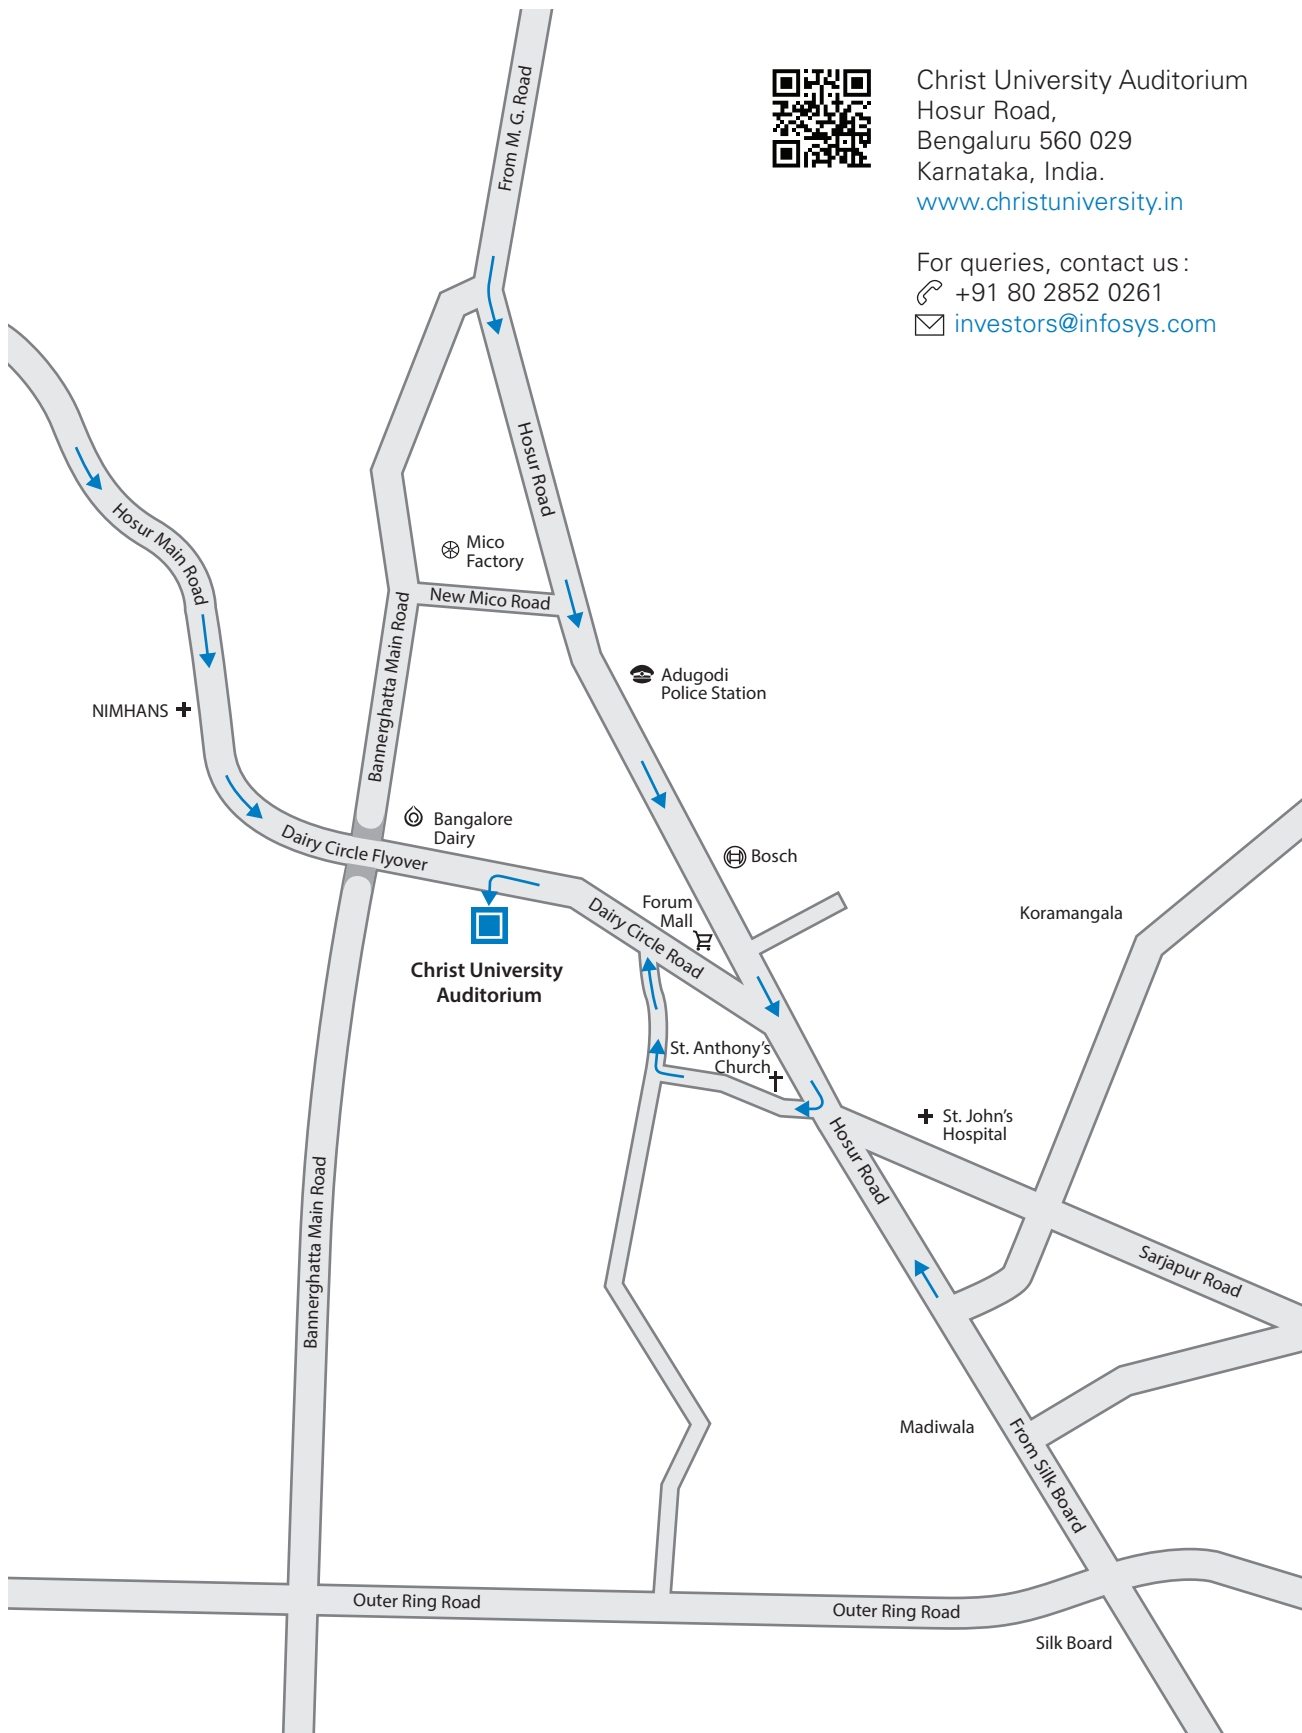 Christ University Auditorium
Hosur Road,
Bengaluru 560 029
Karnataka, India.
www.christuniversity.in
For queries, contact us :
+91 80 2852 0261
investors@infosys.com
From M. G. Road
Hosur Road
Hosur Main Road
Mico
Factory
New Mico Road
Bannerghatta Main Road
Adugodi
Police Station
NIMHANS
Bangalore
Dairy
Dairy Circle Flyover
Bosch
Forum
Mall
Dairy Circle Road
Koramangala
Christ University
Auditorium
St. Anthony's
Church
St. John's
Hospital
Hosur Road
Bannerghatta Main Road
Sarjapur Road
Madiwala
From Silk Board
Outer Ring Road
Outer Ring Road
Silk Board